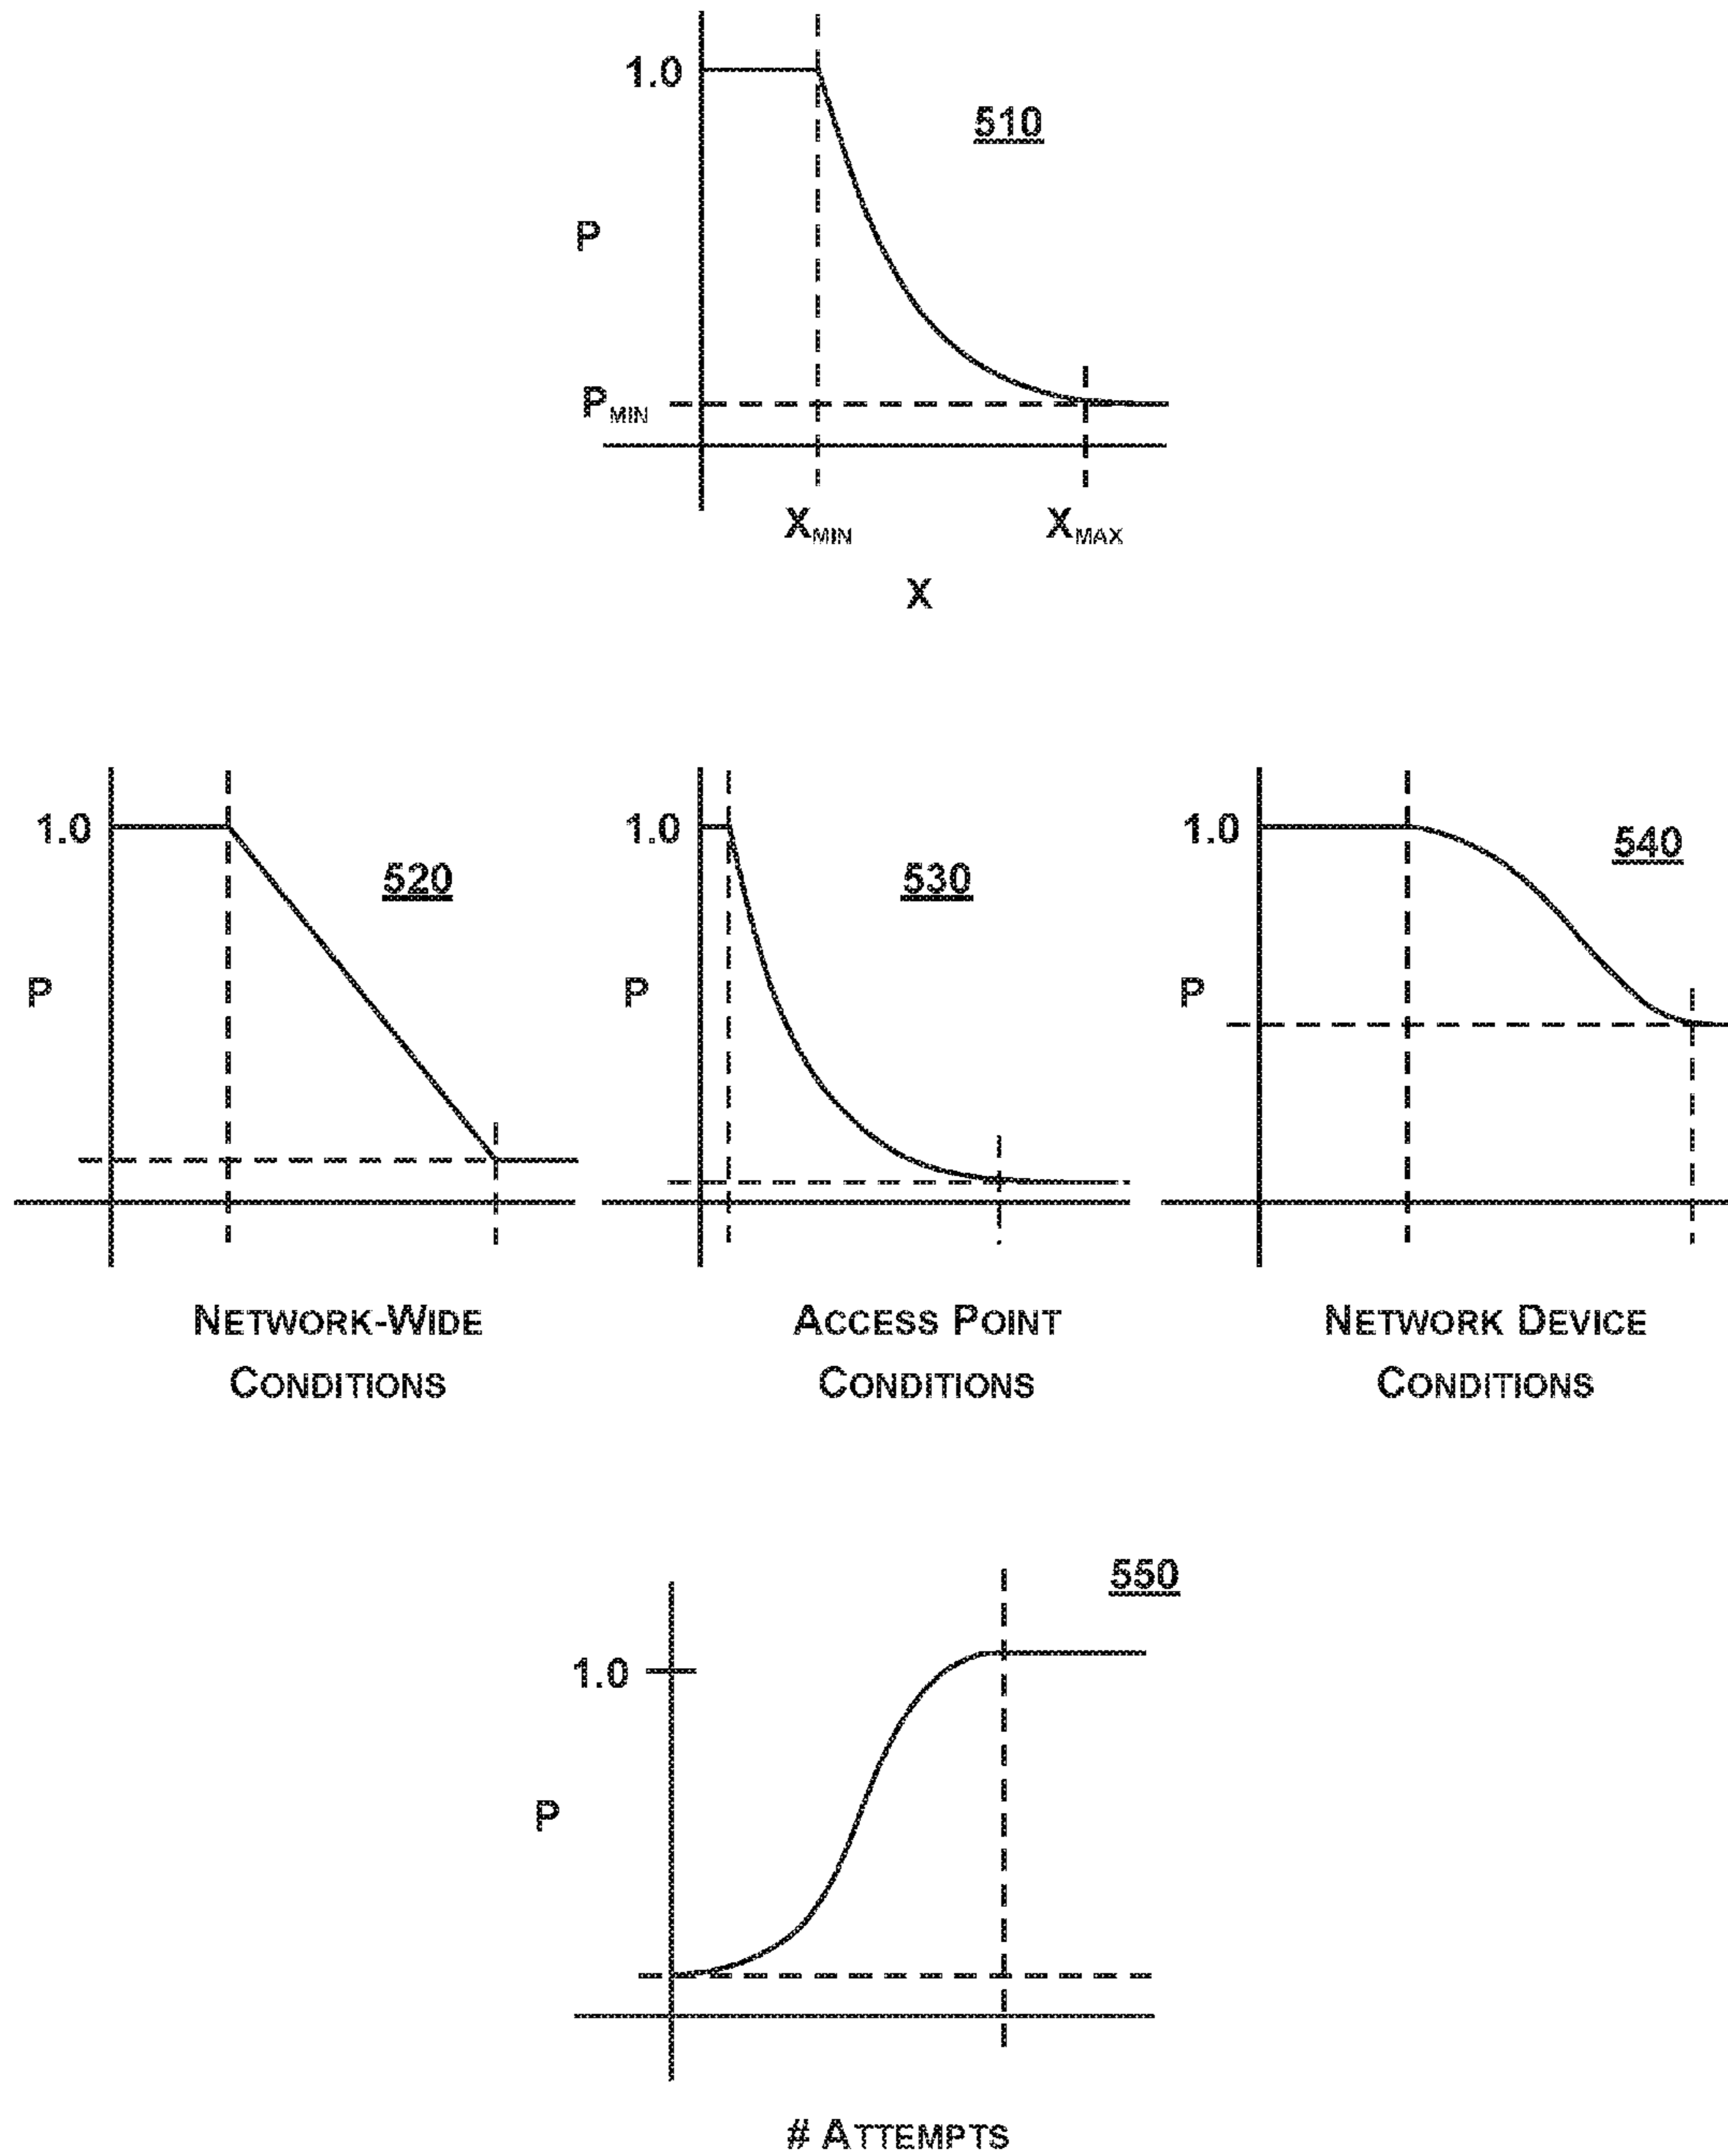 1.0
510
P
PMIN
XMIN
XMAX
X
1.0
520
P
1.0
530
P
1.0
540
P
NETWORK-WIDE
CONDITIONS
ACCESS POINT
CONDITIONS
NETWORK DEVICE
CONDITIONS
550
1.0
P
# ATTEMPTS